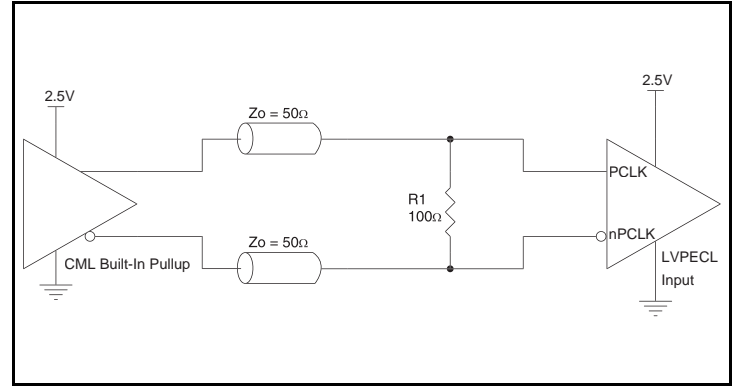 2.5V
2.5V
Zo = 50Ω
PCLK
R1
100Ω
nPCLK
Zo = 50Ω
CML Built-In Pullup
LVPECL
Input